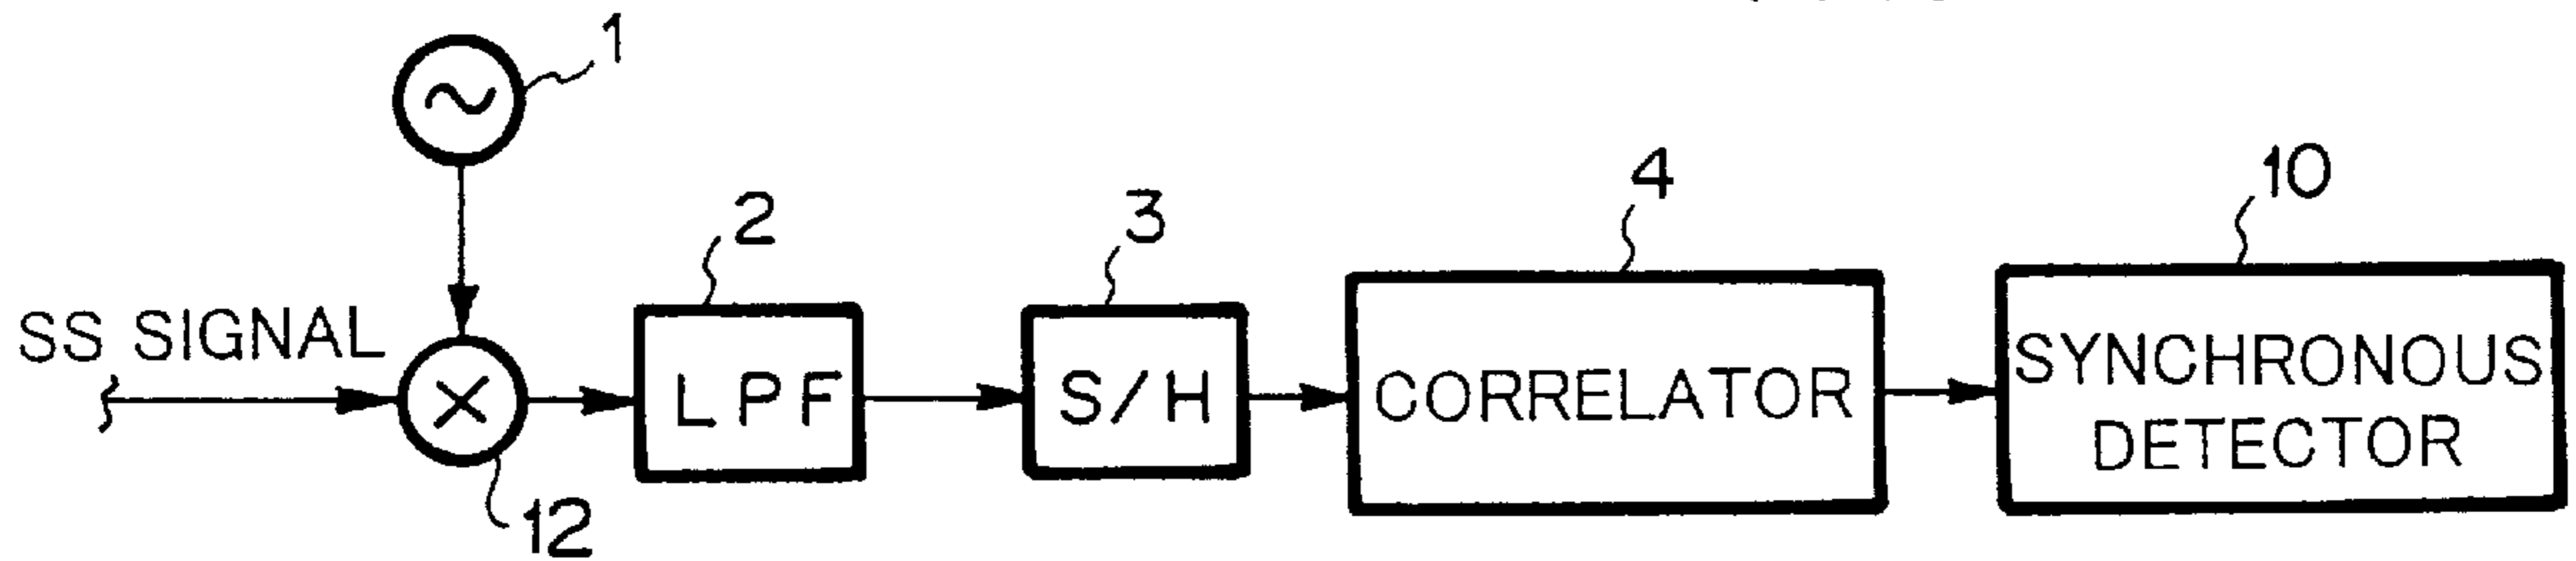 1
2
3
4
10
SS SIGNAL
LPF
S/H
CORRELATOR
SYNCHRONOUS
DETECTOR
12